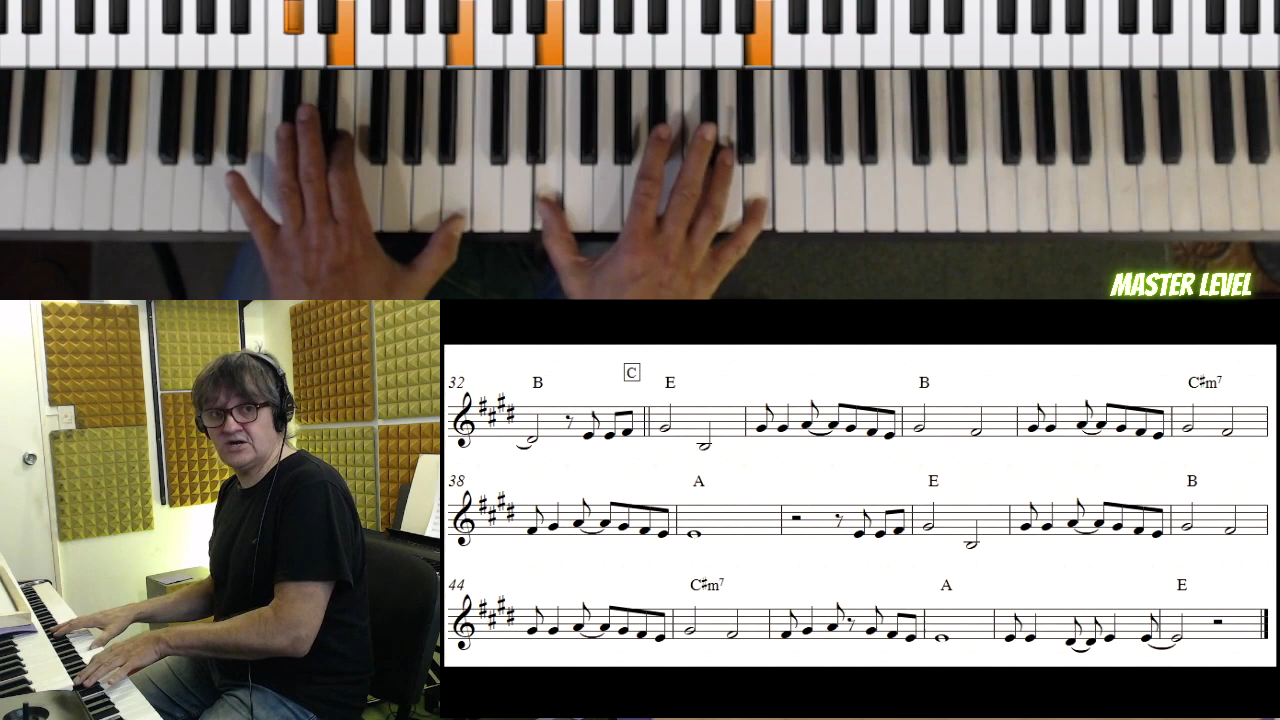 MASTER LEVEL
32 B C E B C♯m7
38 A E B
44 C♯m7 A E